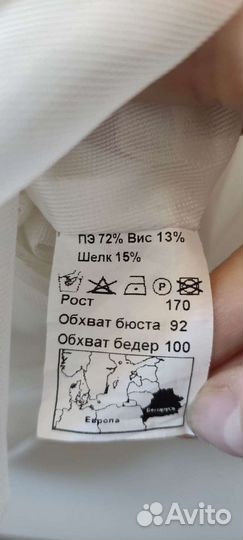 ПЭ 72% Вис 13%
Шелк 15%
P
Рост 170
Обхват бюста 92
Обхват бедер 100
Беларусь
Европа
Avito